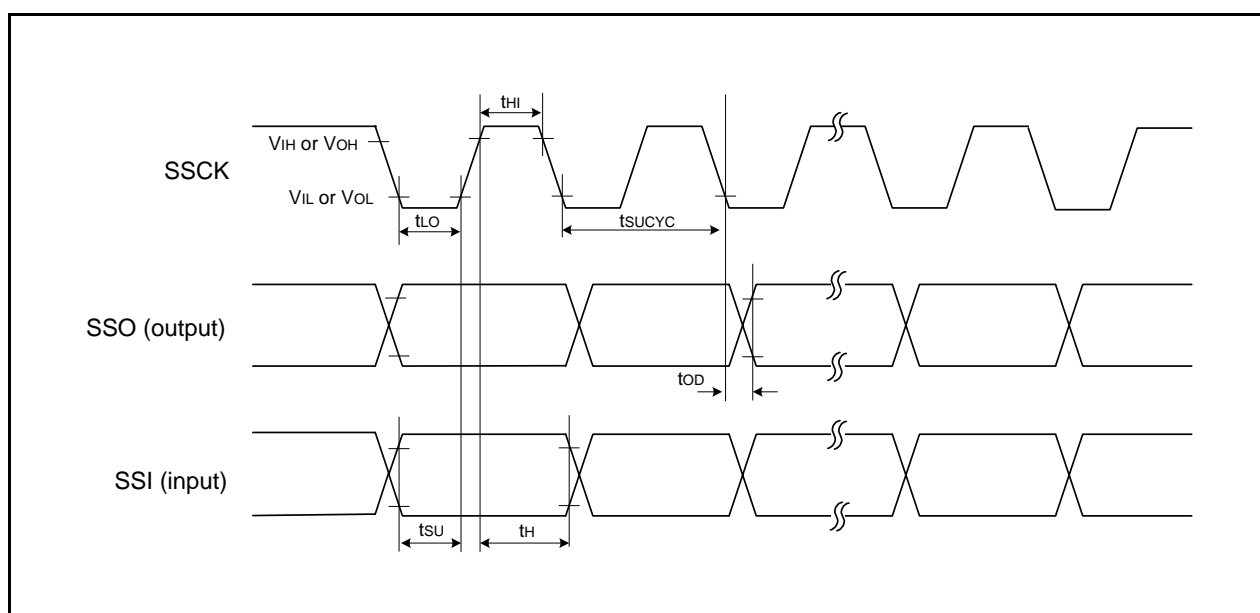 tHI
VIH or VOH
SSCK
VIL or VOL
tLO
tSUCYC
SSO (output)
tOD
SSI (input)
tSU
tH